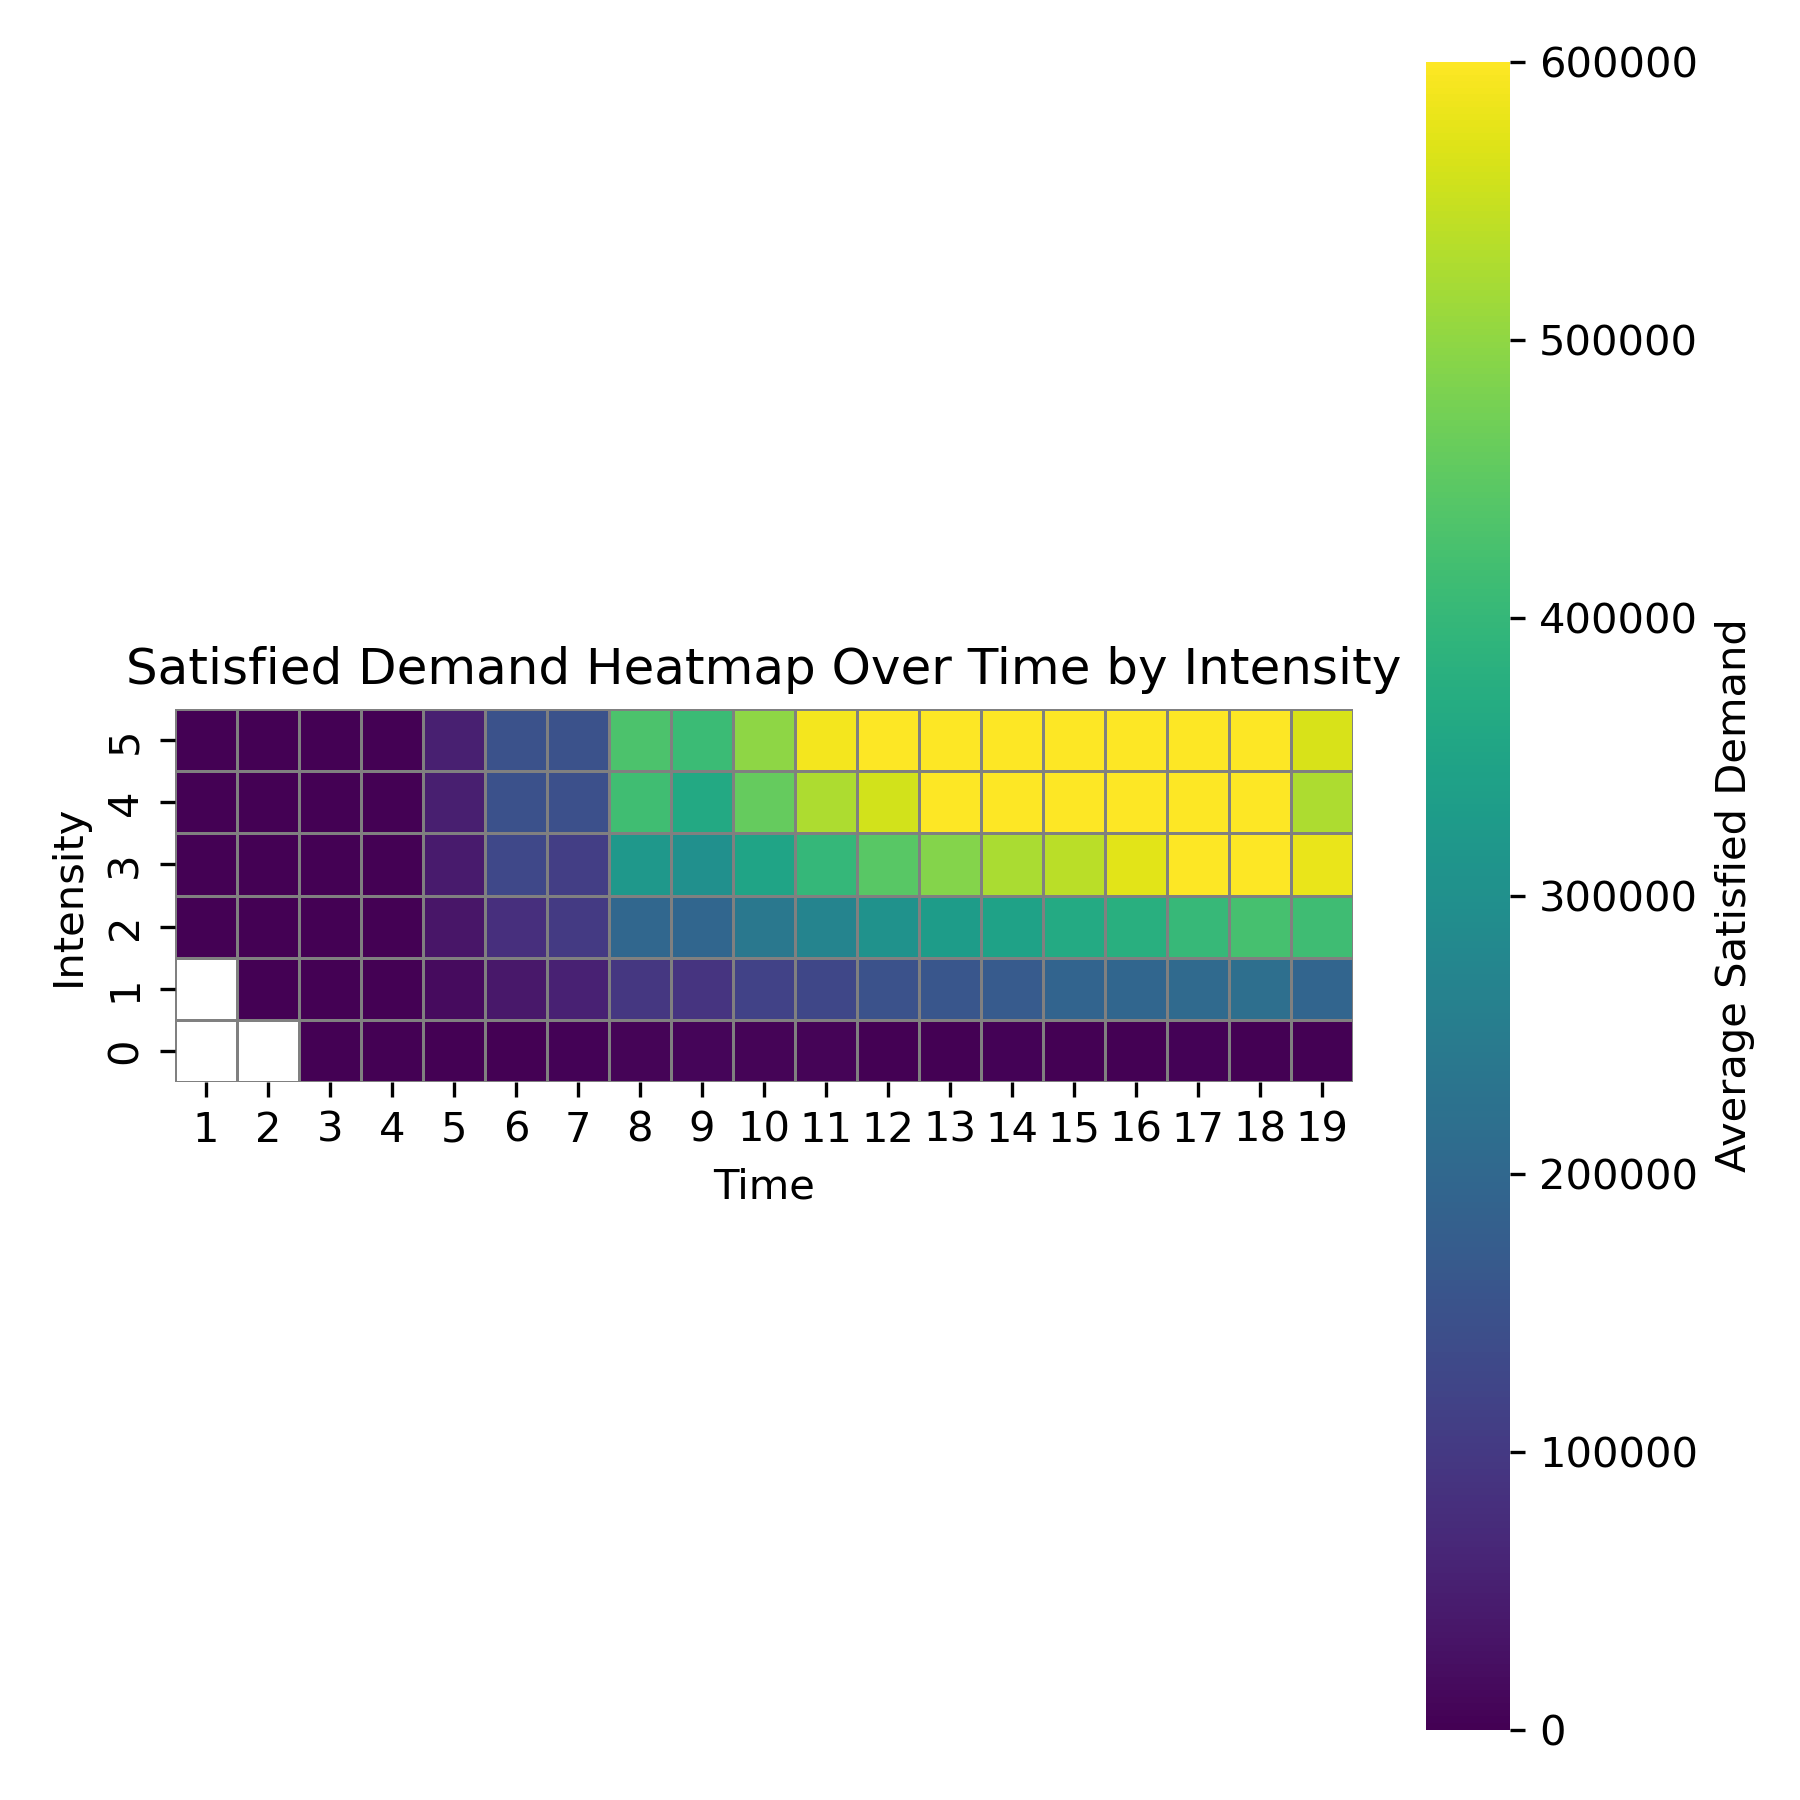 Satisfied Demand Heatmap Over Time by Intensity
Intensity
5
4
3
2
1
0
1 2 3 4 5 6 7 8 9 10 11 12 13 14 15 16 17 18 19
Time
600000
500000
400000
300000
200000
100000
0
Average Satisfied Demand